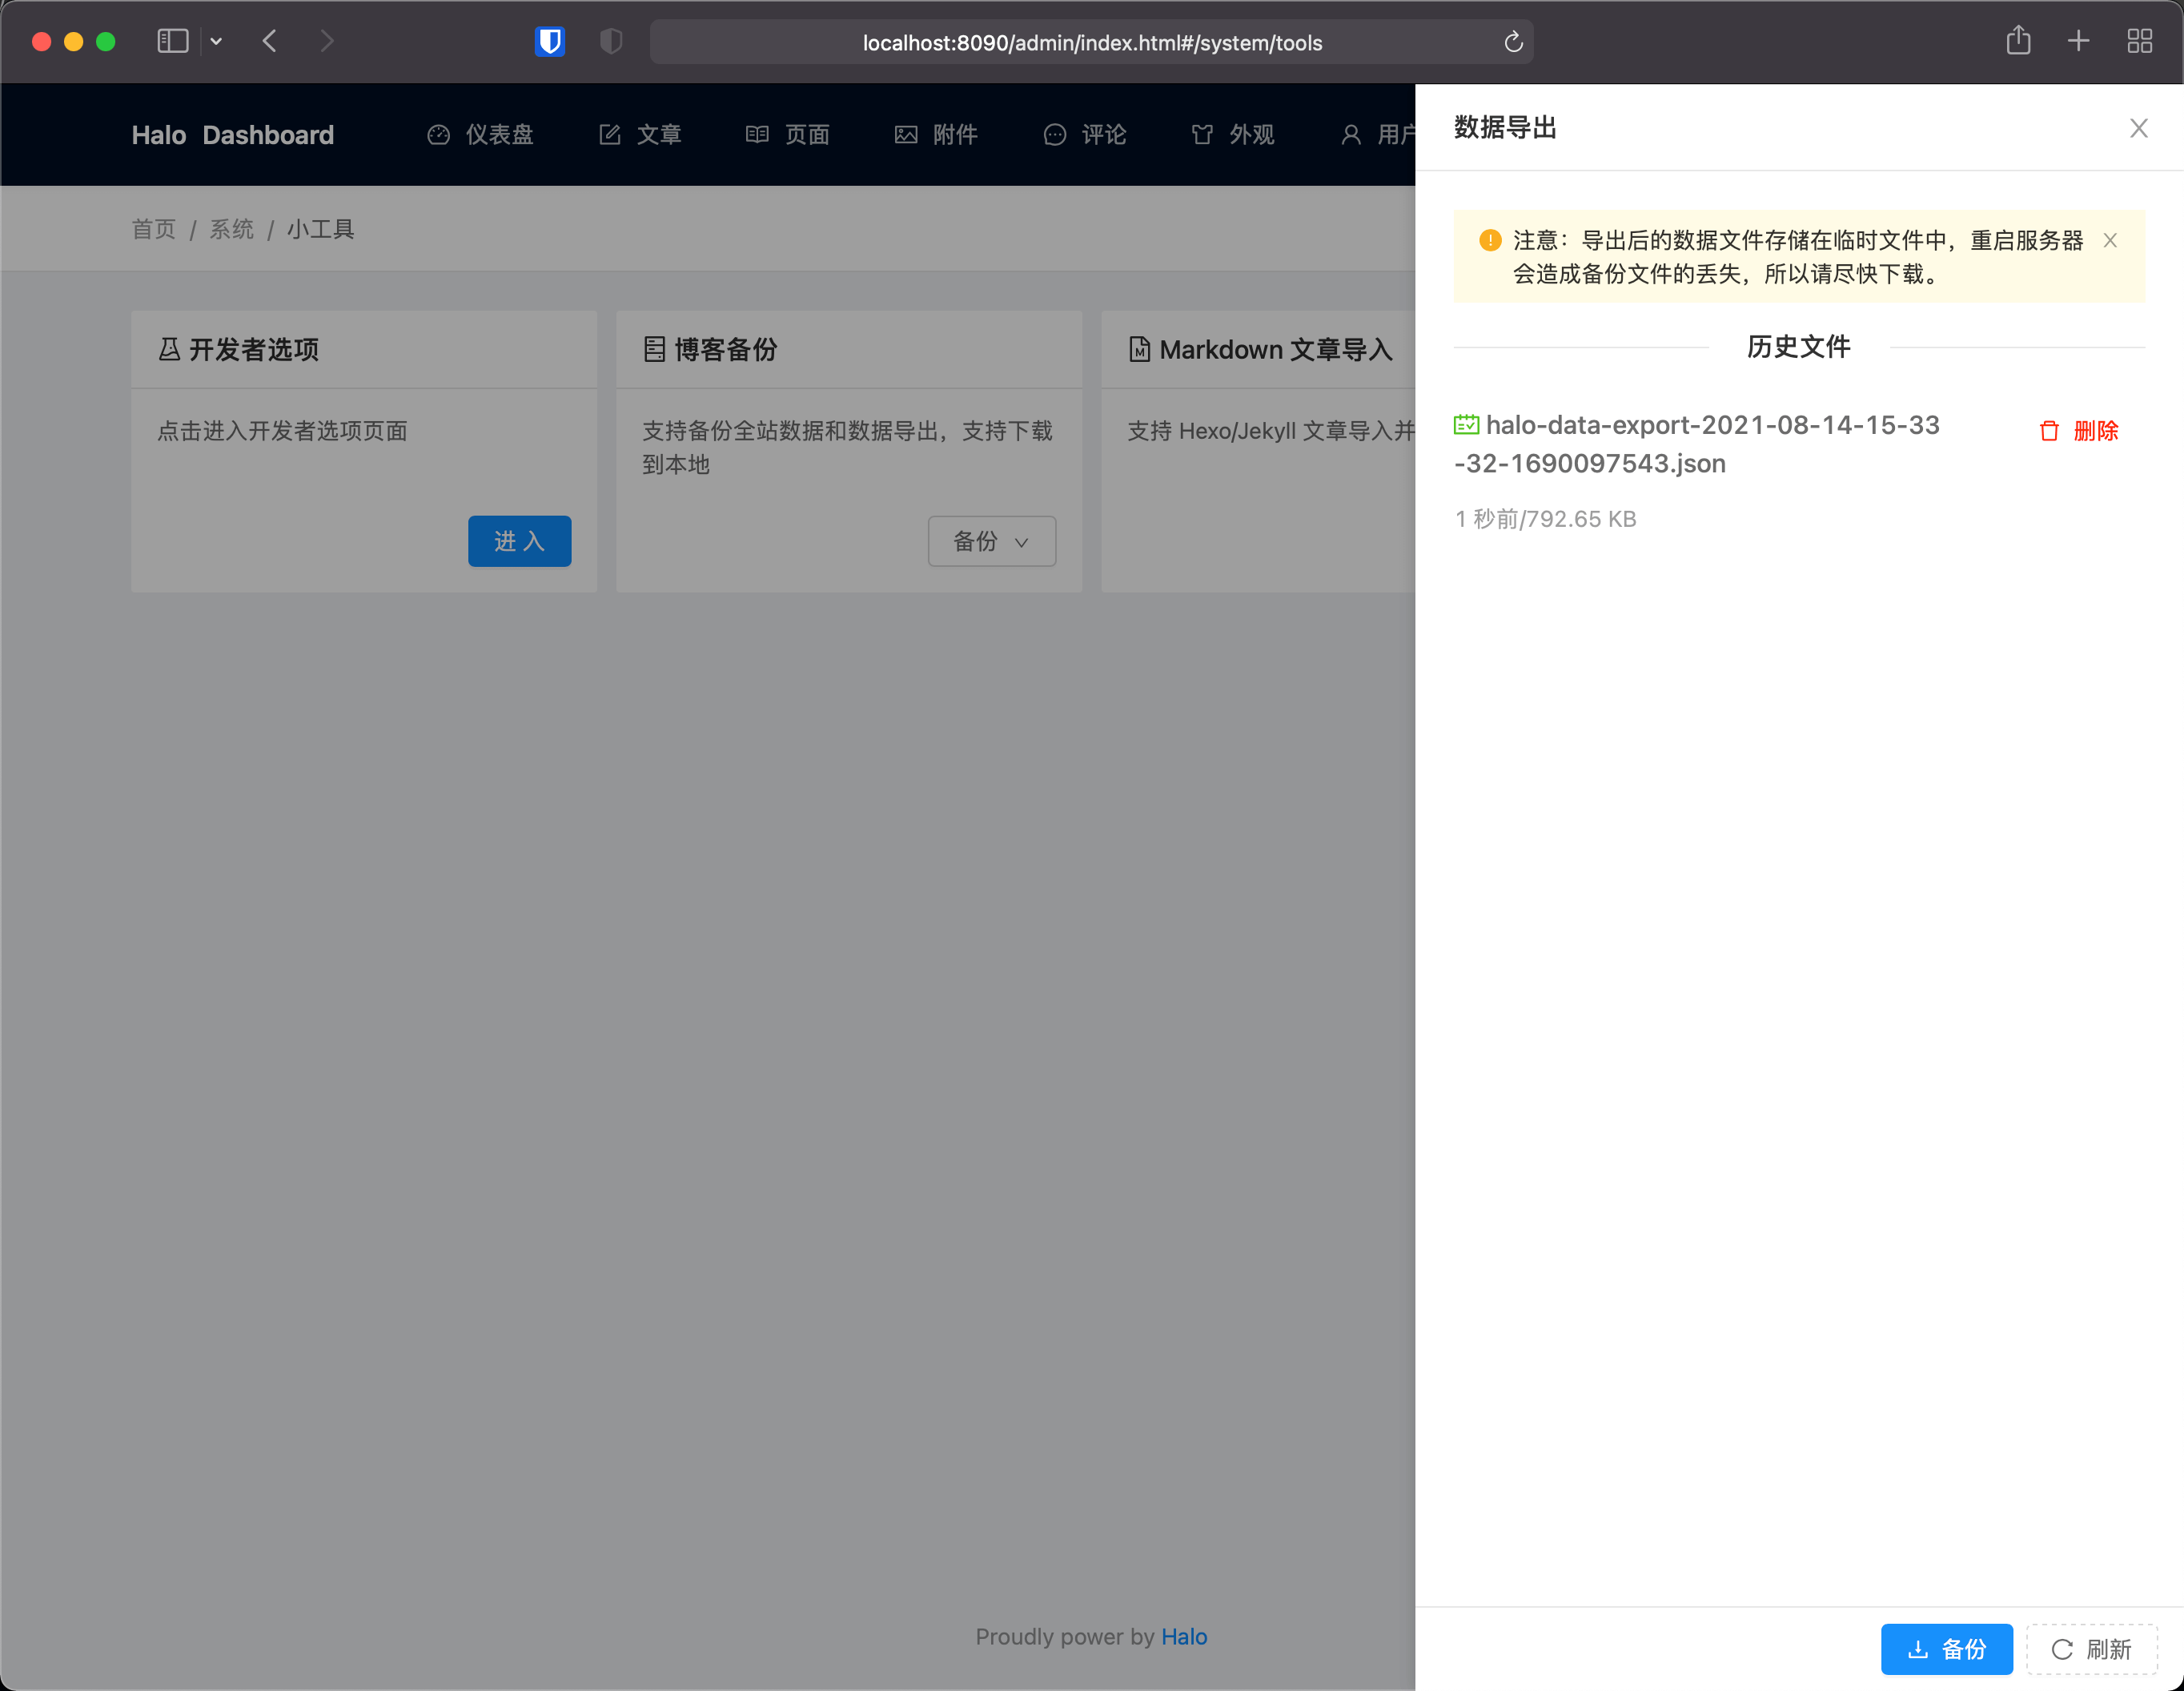 localhost:8090/admin/index.html#/system/tools
Halo Dashboard
仪表盘
文章
页面
附件
评论
外观
用户
首页 / 系统 / 小工具
开发者选项
点击进入开发者选项页面
进 入
博客备份
支持备份全站数据和数据导出，支持下载
到本地
备份
Markdown 文章导入
支持 Hexo/Jekyll 文章导入并
Proudly power by Halo
数据导出
注意：导出后的数据文件存储在临时文件中，重启服务器
会造成备份文件的丢失，所以请尽快下载。
历史文件
halo-data-export-2021-08-14-15-33
-32-1690097543.json
删除
1 秒前/792.65 KB
备份
刷新